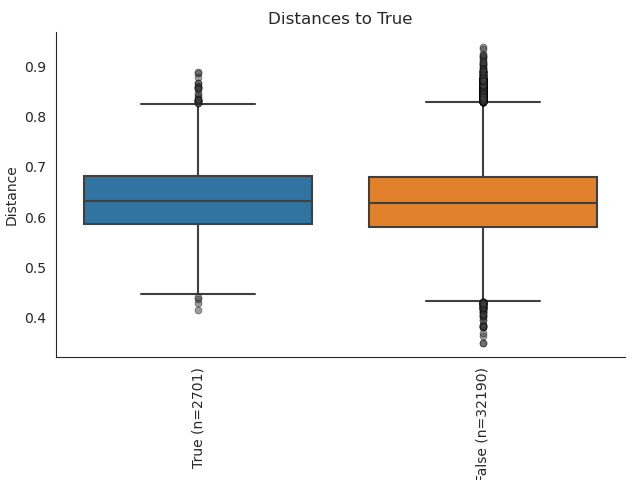 Distances to True
Distance
0.9
0.8
0.7
0.6
0.5
0.4
True (n=2701)
False (n=32190)